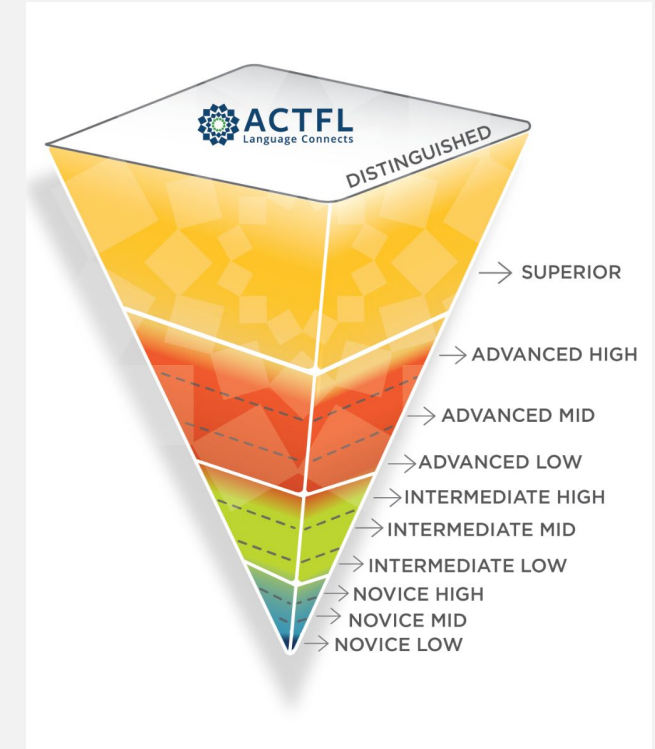 ACTFL
Language Connects
DISTINGUISHED
SUPERIOR
ADVANCED HIGH
ADVANCED MID
ADVANCED LOW
INTERMEDIATE HIGH
INTERMEDIATE MID
INTERMEDIATE LOW
NOVICE HIGH
NOVICE MID
NOVICE LOW